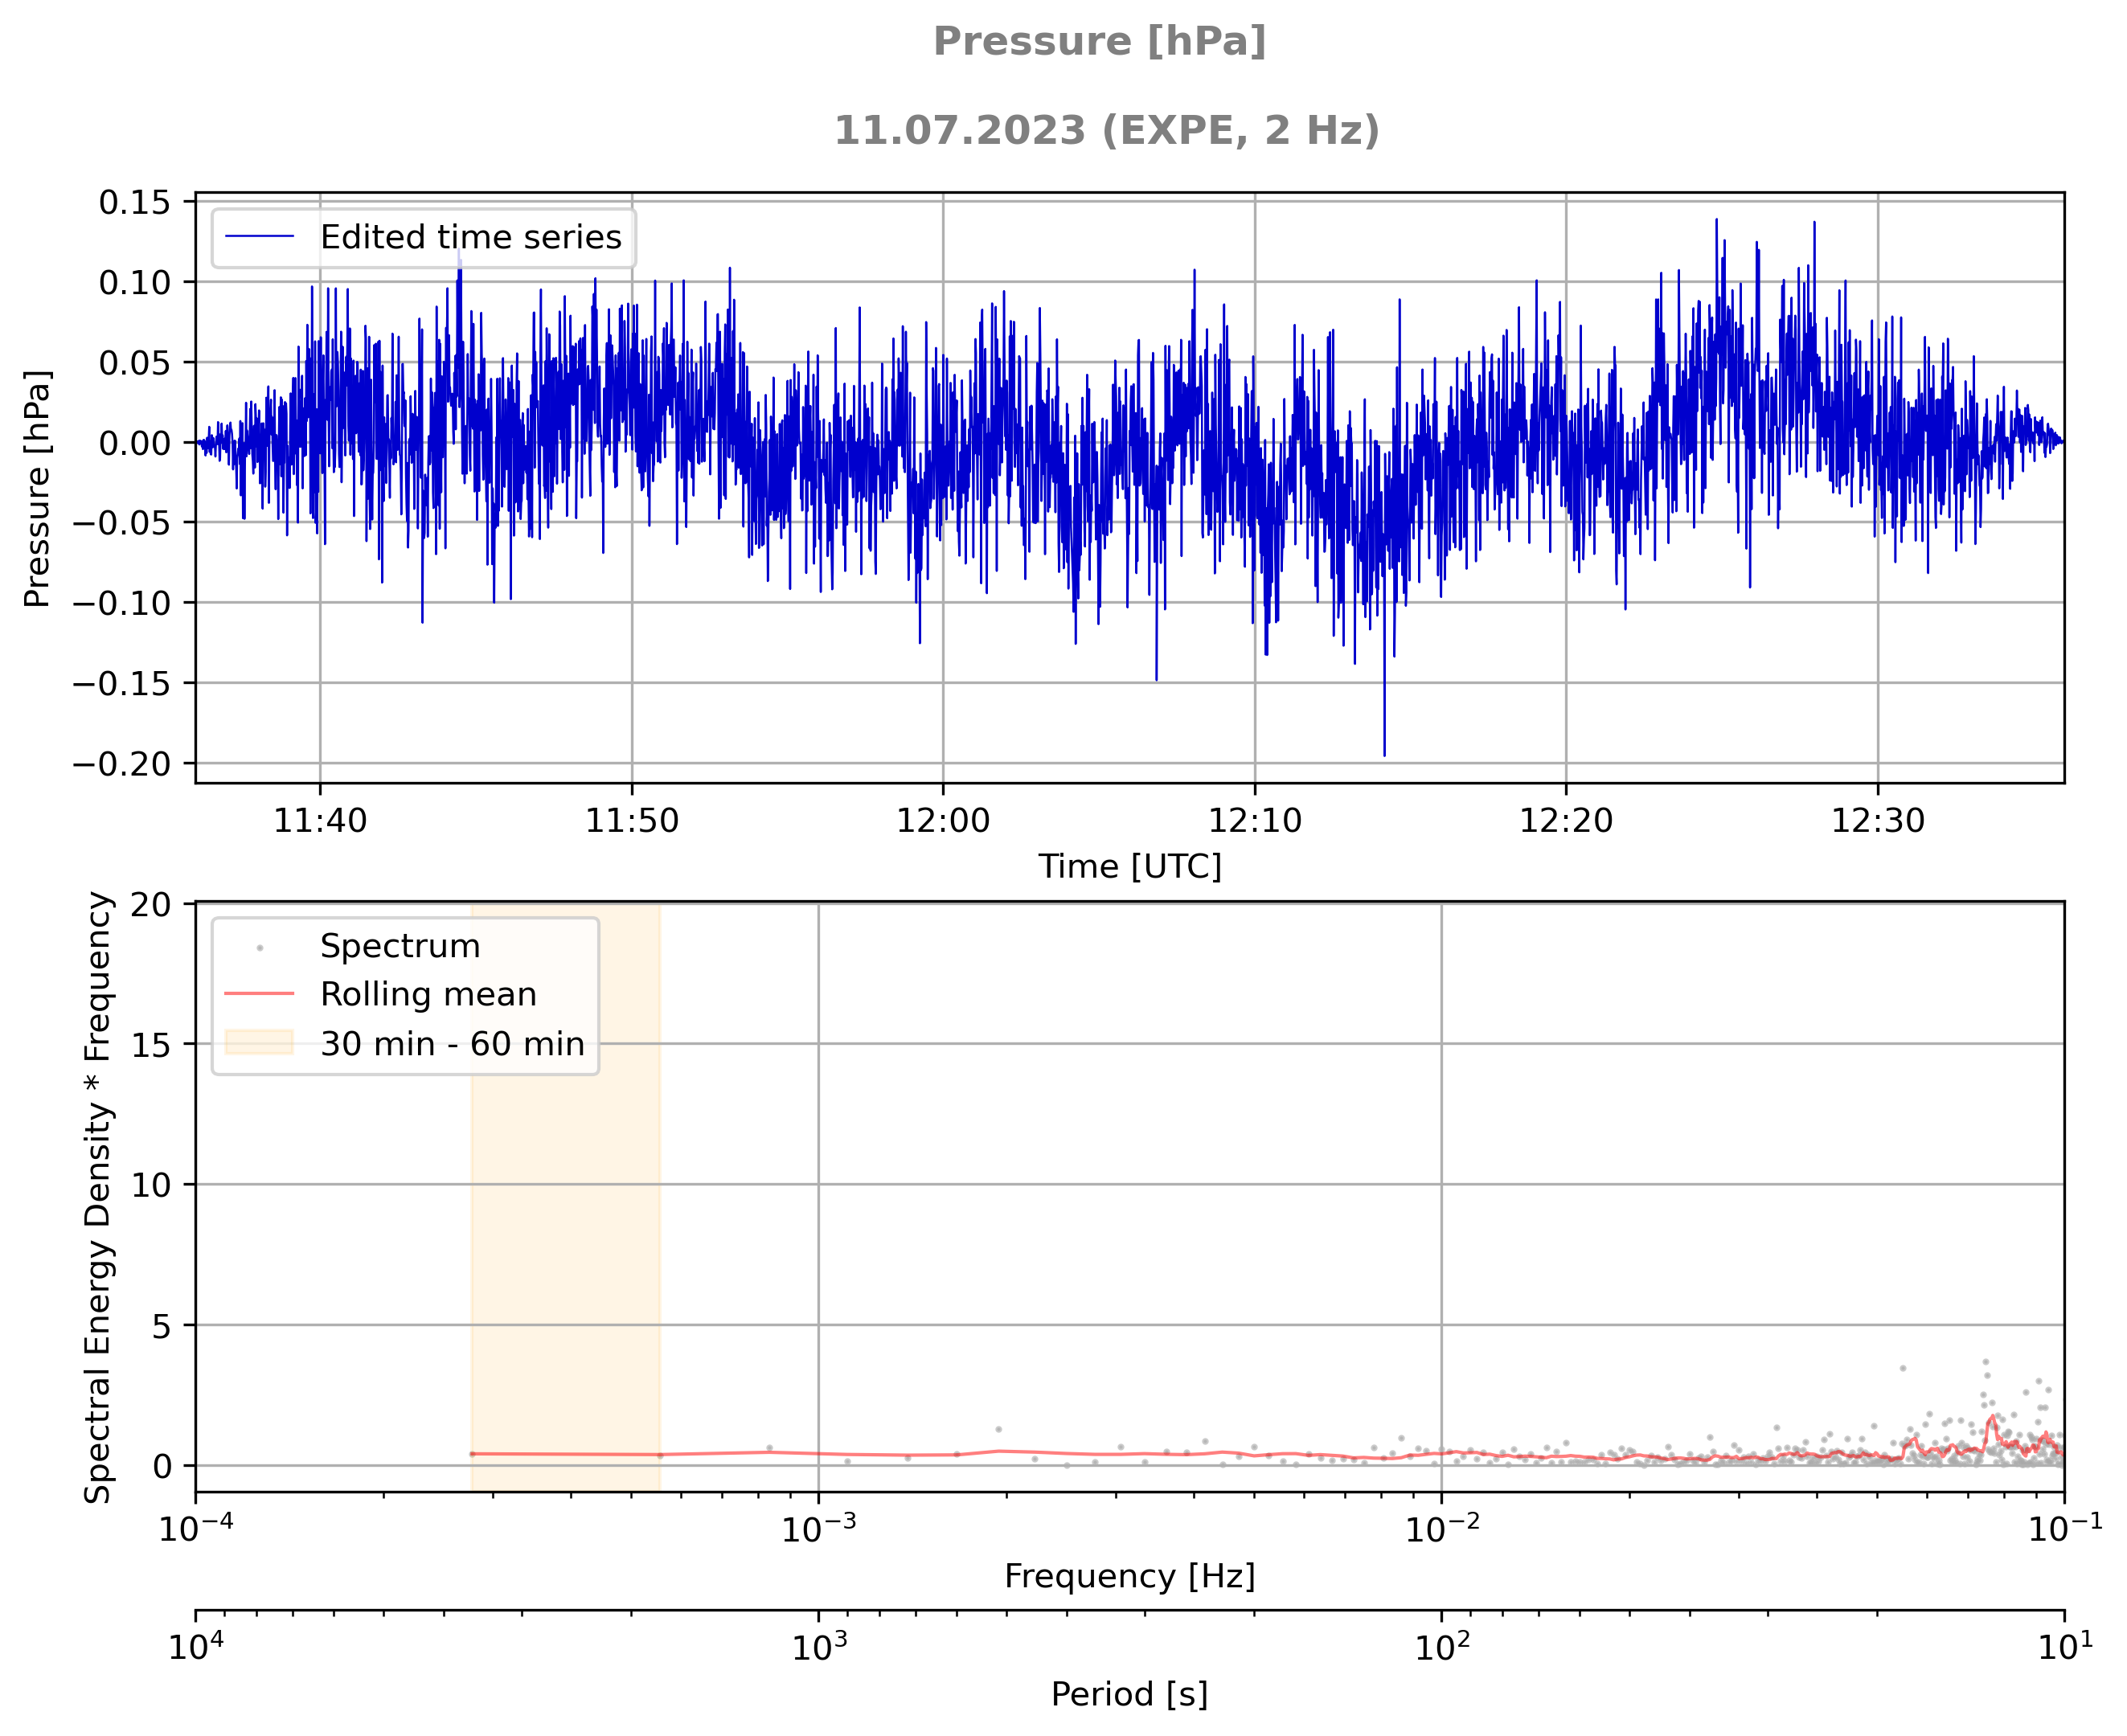 Pressure [hPa]
11.07.2023 (EXPE, 2 Hz)
Pressure [hPa]
0.15
0.10
0.05
0.00
−0.05
−0.10
−0.15
−0.20
Edited time series
11:40 11:50 12:00 12:10 12:20 12:30
Time [UTC]
Spectral Energy Density * Frequency
20
15
10
5
0
Spectrum
Rolling mean
30 min - 60 min
10⁻⁴ 10⁻³ 10⁻² 10⁻¹
Frequency [Hz]
10⁴ 10³ 10² 10¹
Period [s]